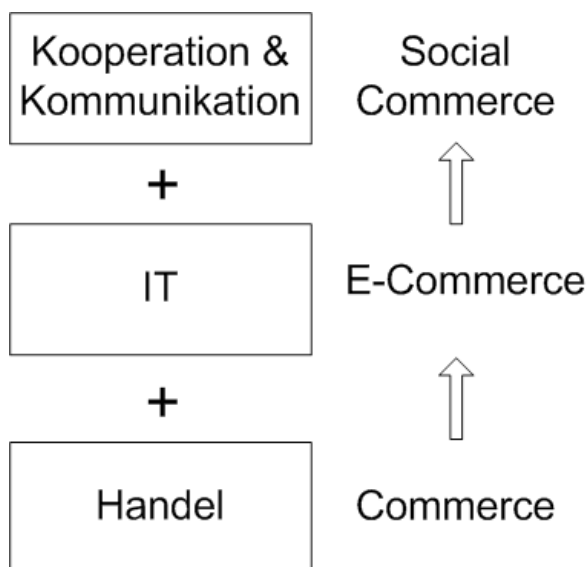 Kooperation &
Kommunikation
Social
Commerce
+
IT
E-Commerce
+
Handel
Commerce